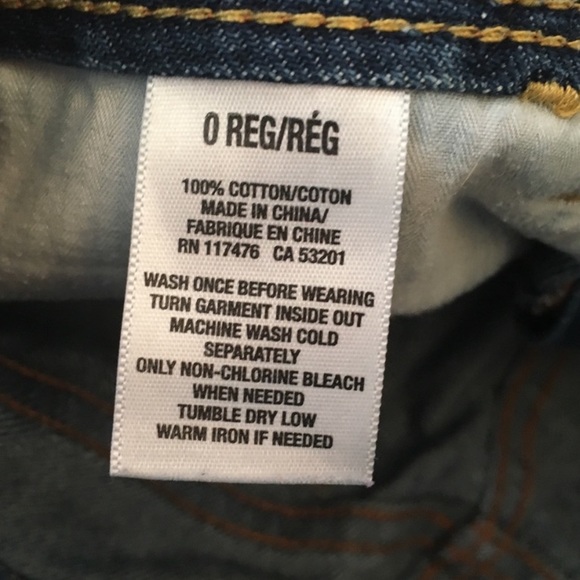 0 REG/RÉG
100% COTTON/COTON
MADE IN CHINA/
FABRIQUE EN CHINE
RN 117476 CA 53201
WASH ONCE BEFORE WEARING
TURN GARMENT INSIDE OUT
MACHINE WASH COLD
SEPARATELY
ONLY NON-CHLORINE BLEACH
WHEN NEEDED
TUMBLE DRY LOW
WARM IRON IF NEEDED